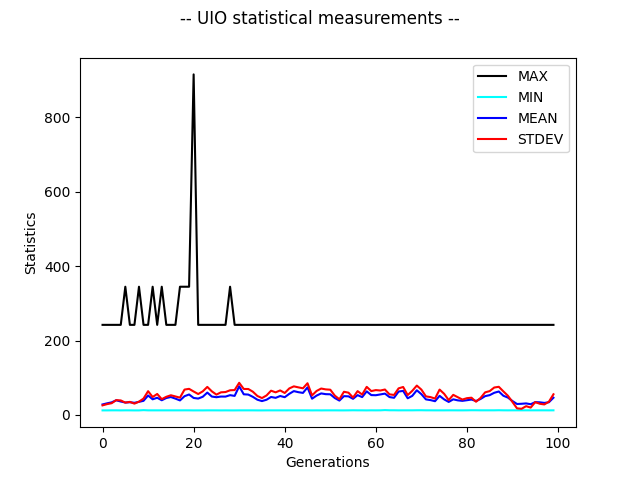 -- UIO statistical measurements --
MAX
MIN
MEAN
STDEV
Statistics
800
600
400
200
0
0 20 40 60 80 100
Generations